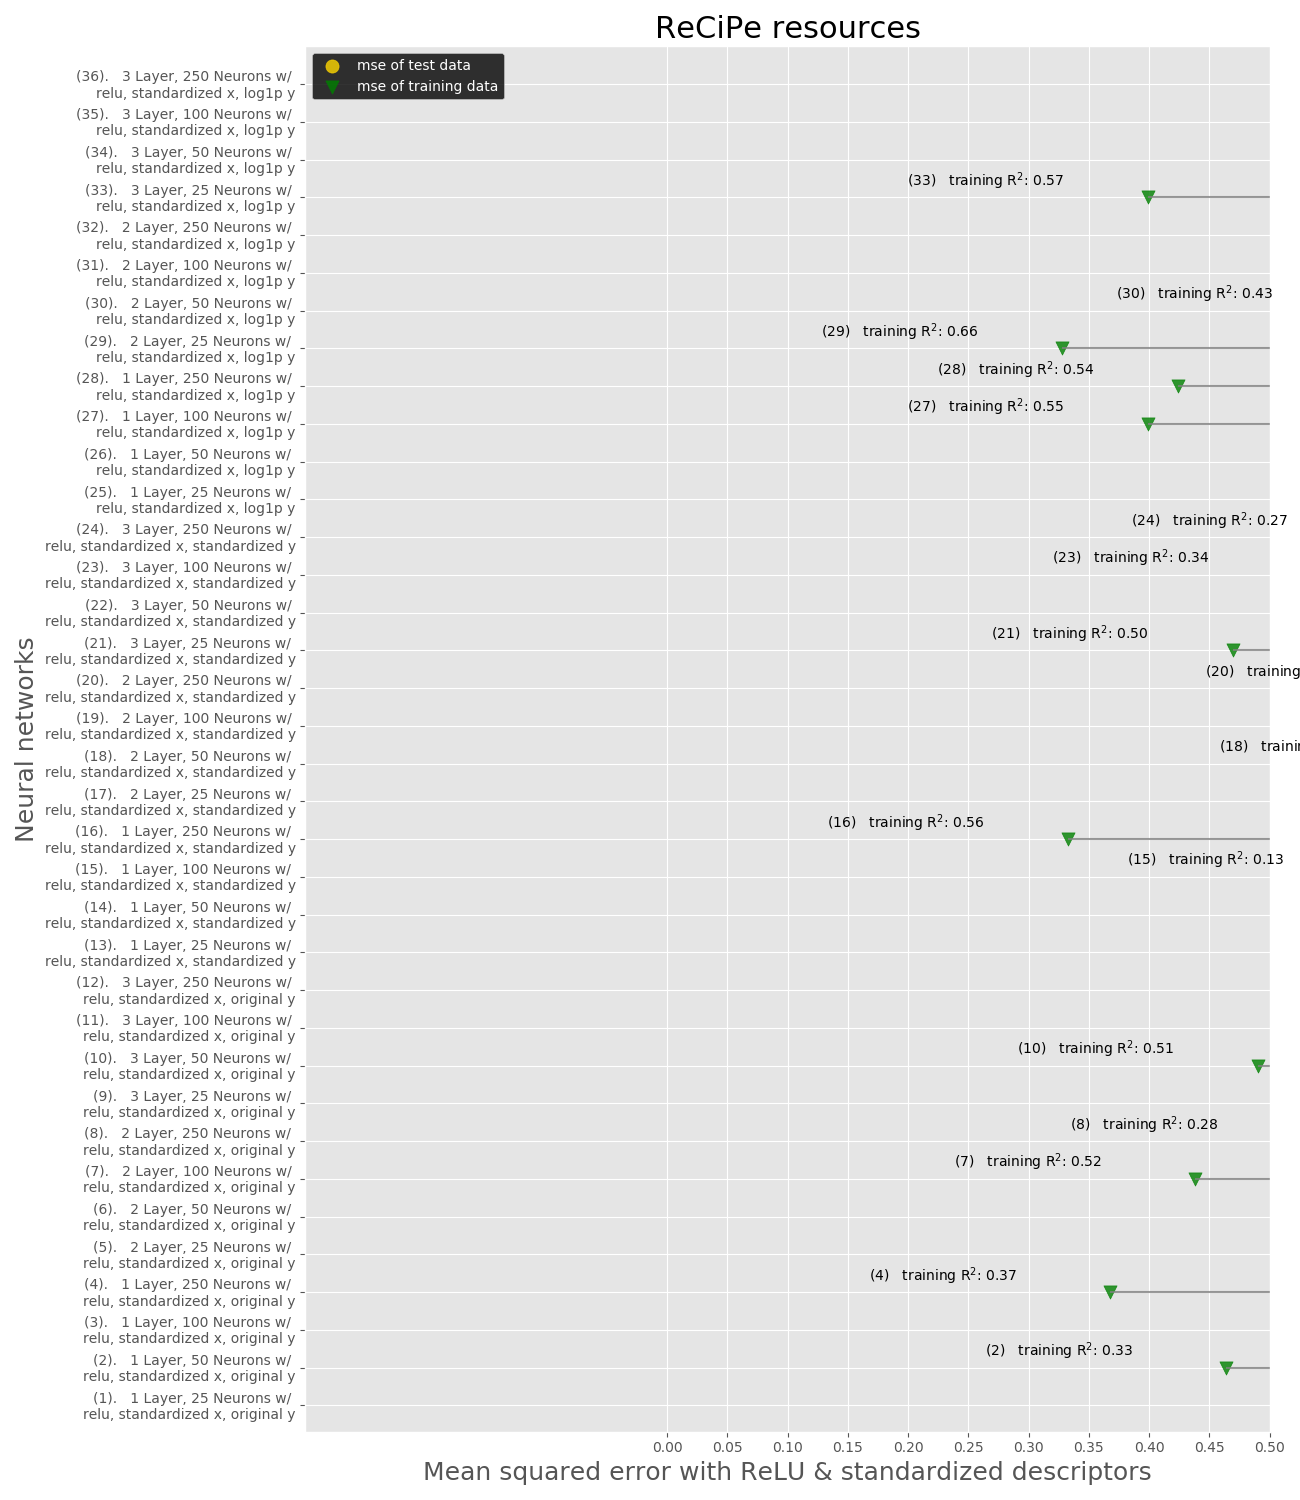 ReCiPe resources
mse of test data
mse of training data
(36).   3 Layer, 250 Neurons w/
relu, standardized x, log1p y
(35).   3 Layer, 100 Neurons w/
relu, standardized x, log1p y
(34).   3 Layer, 50 Neurons w/
relu, standardized x, log1p y
(33)   training R²: 0.57
(33).   3 Layer, 25 Neurons w/
relu, standardized x, log1p y
(32).   2 Layer, 250 Neurons w/
relu, standardized x, log1p y
(31).   2 Layer, 100 Neurons w/
relu, standardized x, log1p y
(30)   training R²: 0.43
(30).   2 Layer, 50 Neurons w/
relu, standardized x, log1p y
(29)   training R²: 0.66
(29).   2 Layer, 25 Neurons w/
relu, standardized x, log1p y
(28)   training R²: 0.54
(28).   1 Layer, 250 Neurons w/
relu, standardized x, log1p y
(27)   training R²: 0.55
(27).   1 Layer, 100 Neurons w/
relu, standardized x, log1p y
(26).   1 Layer, 50 Neurons w/
relu, standardized x, log1p y
(25).   1 Layer, 25 Neurons w/
relu, standardized x, log1p y
(24)   training R²: 0.27
(24).   3 Layer, 250 Neurons w/
relu, standardized x, standardized y
(23)   training R²: 0.34
(23).   3 Layer, 100 Neurons w/
relu, standardized x, standardized y
(22).   3 Layer, 50 Neurons w/
relu, standardized x, standardized y
(21)   training R²: 0.50
(21).   3 Layer, 25 Neurons w/
relu, standardized x, standardized y
(20)   training
(20).   2 Layer, 250 Neurons w/
relu, standardized x, standardized y
(19).   2 Layer, 100 Neurons w/
relu, standardized x, standardized y
(18)   trainin
(18).   2 Layer, 50 Neurons w/
relu, standardized x, standardized y
(17).   2 Layer, 25 Neurons w/
relu, standardized x, standardized y
(16)   training R²: 0.56
(16).   1 Layer, 250 Neurons w/
relu, standardized x, standardized y
(15)   training R²: 0.13
(15).   1 Layer, 100 Neurons w/
relu, standardized x, standardized y
(14).   1 Layer, 50 Neurons w/
relu, standardized x, standardized y
(13).   1 Layer, 25 Neurons w/
relu, standardized x, standardized y
(12).   3 Layer, 250 Neurons w/
relu, standardized x, original y
(11).   3 Layer, 100 Neurons w/
relu, standardized x, original y
(10)   training R²: 0.51
(10).   3 Layer, 50 Neurons w/
relu, standardized x, original y
(9).   3 Layer, 25 Neurons w/
relu, standardized x, original y
(8)   training R²: 0.28
(8).   2 Layer, 250 Neurons w/
relu, standardized x, original y
(7)   training R²: 0.52
(7).   2 Layer, 100 Neurons w/
relu, standardized x, original y
(6).   2 Layer, 50 Neurons w/
relu, standardized x, original y
(5).   2 Layer, 25 Neurons w/
relu, standardized x, original y
(4)   training R²: 0.37
(4).   1 Layer, 250 Neurons w/
relu, standardized x, original y
(3).   1 Layer, 100 Neurons w/
relu, standardized x, original y
(2)   training R²: 0.33
(2).   1 Layer, 50 Neurons w/
relu, standardized x, original y
(1).   1 Layer, 25 Neurons w/
relu, standardized x, original y
Neural networks
0.00 0.05 0.10 0.15 0.20 0.25 0.30 0.35 0.40 0.45 0.50
Mean squared error with ReLU & standardized descriptors